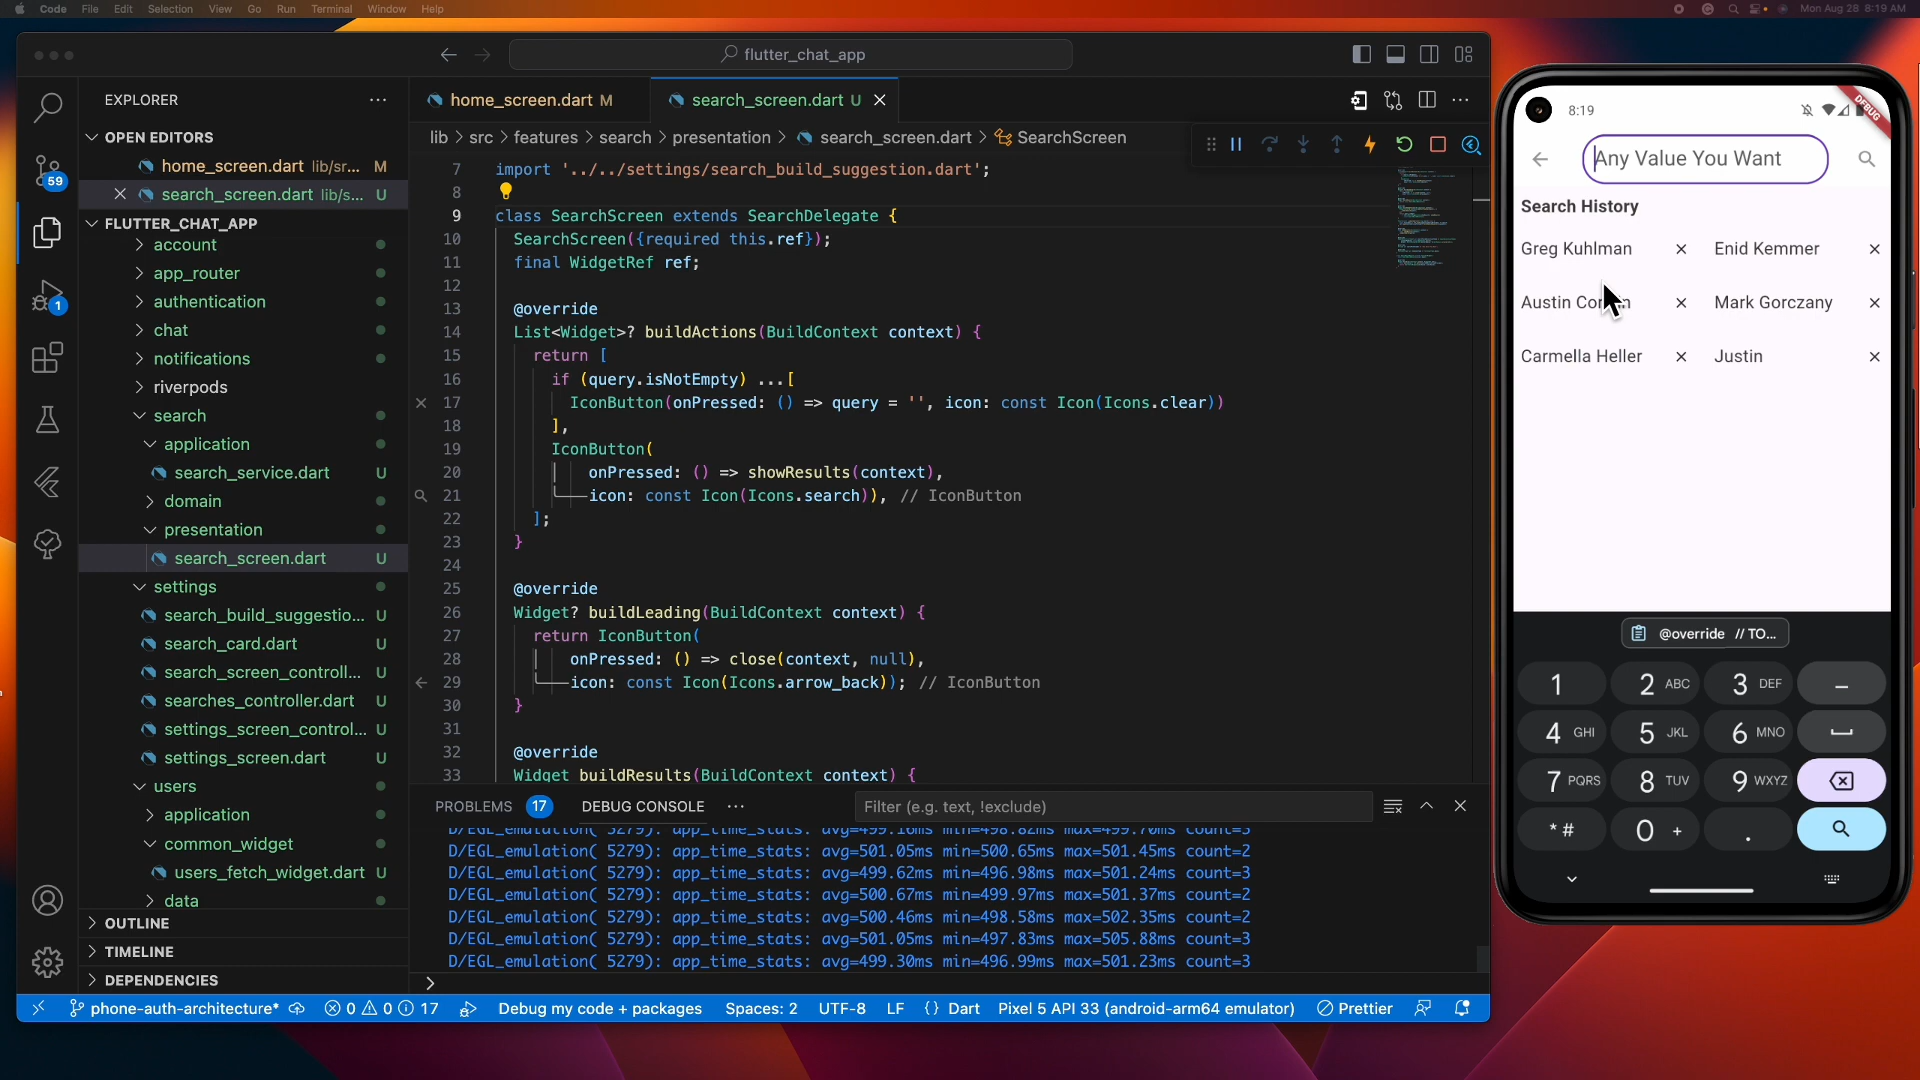 Code File Edit Selection View Go Run Terminal Window Help
Mon Aug 28 8:19 AM
flutter_chat_app
EXPLORER
OPEN EDITORS
home_screen.dart lib/sr... M
search_screen.dart lib/s... U
FLUTTER_CHAT_APP
account
app_router
authentication
chat
notifications
riverpods
search
application
search_service.dart U
domain
presentation
search_screen.dart U
settings
search_build_suggestio... U
search_card.dart U
search_screen_controll... U
searches_controller.dart U
settings_screen_control... U
settings_screen.dart U
users
application
common_widget
users_fetch_widget.dart U
data
OUTLINE
TIMELINE
DEPENDENCIES
59
1
home_screen.dart M
search_screen.dart U
lib > src > features > search > presentation > search_screen.dart > SearchScreen
7 import '../../settings/search_build_suggestion.dart';
8
9 class SearchScreen extends SearchDelegate {
10 SearchScreen({required this.ref});
11 final WidgetRef ref;
12
13 @override
14 List<Widget>? buildActions(BuildContext context) {
15 return [
16 if (query.isNotEmpty) ...[
17 IconButton(onPressed: () => query = '', icon: const Icon(Icons.clear))
18 ],
19 IconButton(
20 onPressed: () => showResults(context),
21 icon: const Icon(Icons.search)), // IconButton
22 ];
23 }
24
25 @override
26 Widget? buildLeading(BuildContext context) {
27 return IconButton(
28 onPressed: () => close(context, null),
29 icon: const Icon(Icons.arrow_back)); // IconButton
30 }
31
32 @override
33 Widget buildResults(BuildContext context) {
PROBLEMS 17 DEBUG CONSOLE
Filter (e.g. text, !exclude)
D/EGL_emulation( 5279): app_time_stats: avg=499.16ms min=498.82ms max=499.70ms count=3
D/EGL_emulation( 5279): app_time_stats: avg=501.05ms min=500.65ms max=501.45ms count=2
D/EGL_emulation( 5279): app_time_stats: avg=499.62ms min=496.98ms max=501.24ms count=3
D/EGL_emulation( 5279): app_time_stats: avg=500.67ms min=499.97ms max=501.37ms count=2
D/EGL_emulation( 5279): app_time_stats: avg=500.46ms min=498.58ms max=502.35ms count=2
D/EGL_emulation( 5279): app_time_stats: avg=501.05ms min=497.83ms max=505.88ms count=3
D/EGL_emulation( 5279): app_time_stats: avg=499.30ms min=496.99ms max=501.23ms count=3
phone-auth-architecture* 0 0 17 Debug my code + packages Spaces: 2 UTF-8 LF {} Dart Pixel 5 API 33 (android-arm64 emulator) Prettier
8:19
DEBUG
Any Value You Want
Search History
Greg Kuhlman Enid Kemmer
Austin Mark Gorczany
Carmella Heller Justin
@override // TO...
1 2 ABC 3 DEF –
4 GHI 5 JKL 6 MNO
7 PQRS 8 TUV 9 WXYZ
* # 0 + .